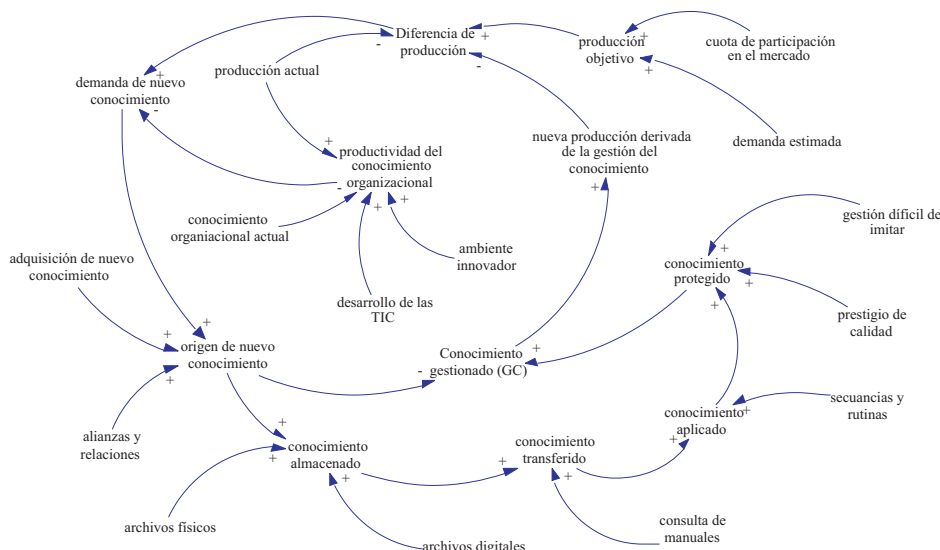 Diferencia de
producción
+
-
-
producción
objetivo
+
+
cuota de participación
en el mercado
producción actual
demanda de nuevo
conocimiento
+
-
demanda estimada
nueva producción derivada
de la gestión del
conocimiento
+
+
productividad del
conocimiento
organizacional
-
-
+
+
conocimiento
organiacional actual
ambiente
innovador
desarrollo de las
TIC
gestión díficil de
imitar
adquisición de nuevo
conocimiento
conocimiento
protegido
+
+
+
prestigio de
calidad
origen de nuevo
conocimiento
+
+
+
Conocimiento
gestionado (GC)
+
-
secuancias y
rutinas
conocimiento
aplicado
+
+
alianzas y
relaciones
conocimiento
almacenado
+
+
+
conocimiento
transferido
+
+
archivos físicos
archivos digitales
consulta de
manuales